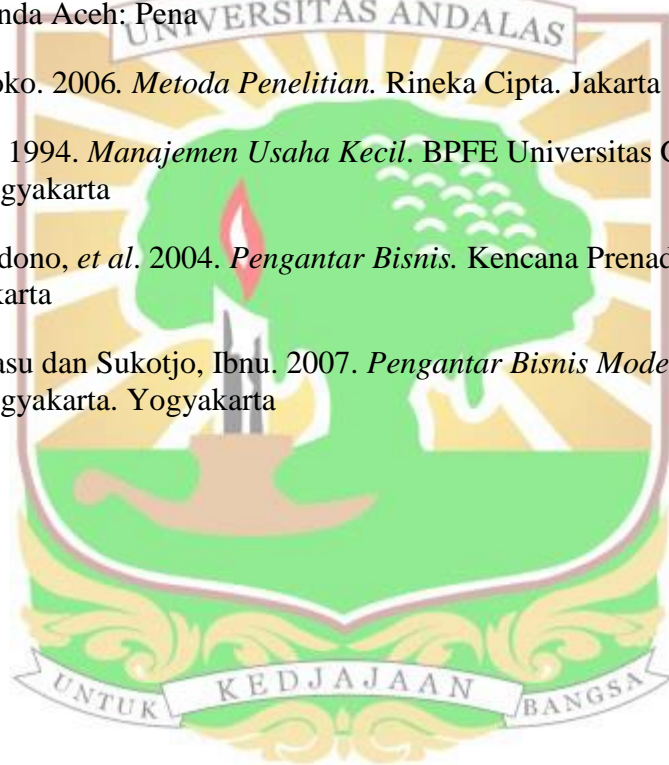 nda Aceh: Pena
UNIVERSITAS ANDALAS
oko. 2006. Metoda Penelitian. Rineka Cipta. Jakarta
1994. Manajemen Usaha Kecil. BPFE Universitas G
gyakarta
dono, et al. 2004. Pengantar Bisnis. Kencana Prenad
karta
asu dan Sukotjo, Ibnu. 2007. Pengantar Bisnis Mode
gyakarta. Yogyakarta
UNTUK KEDJAJAAN BANGSA